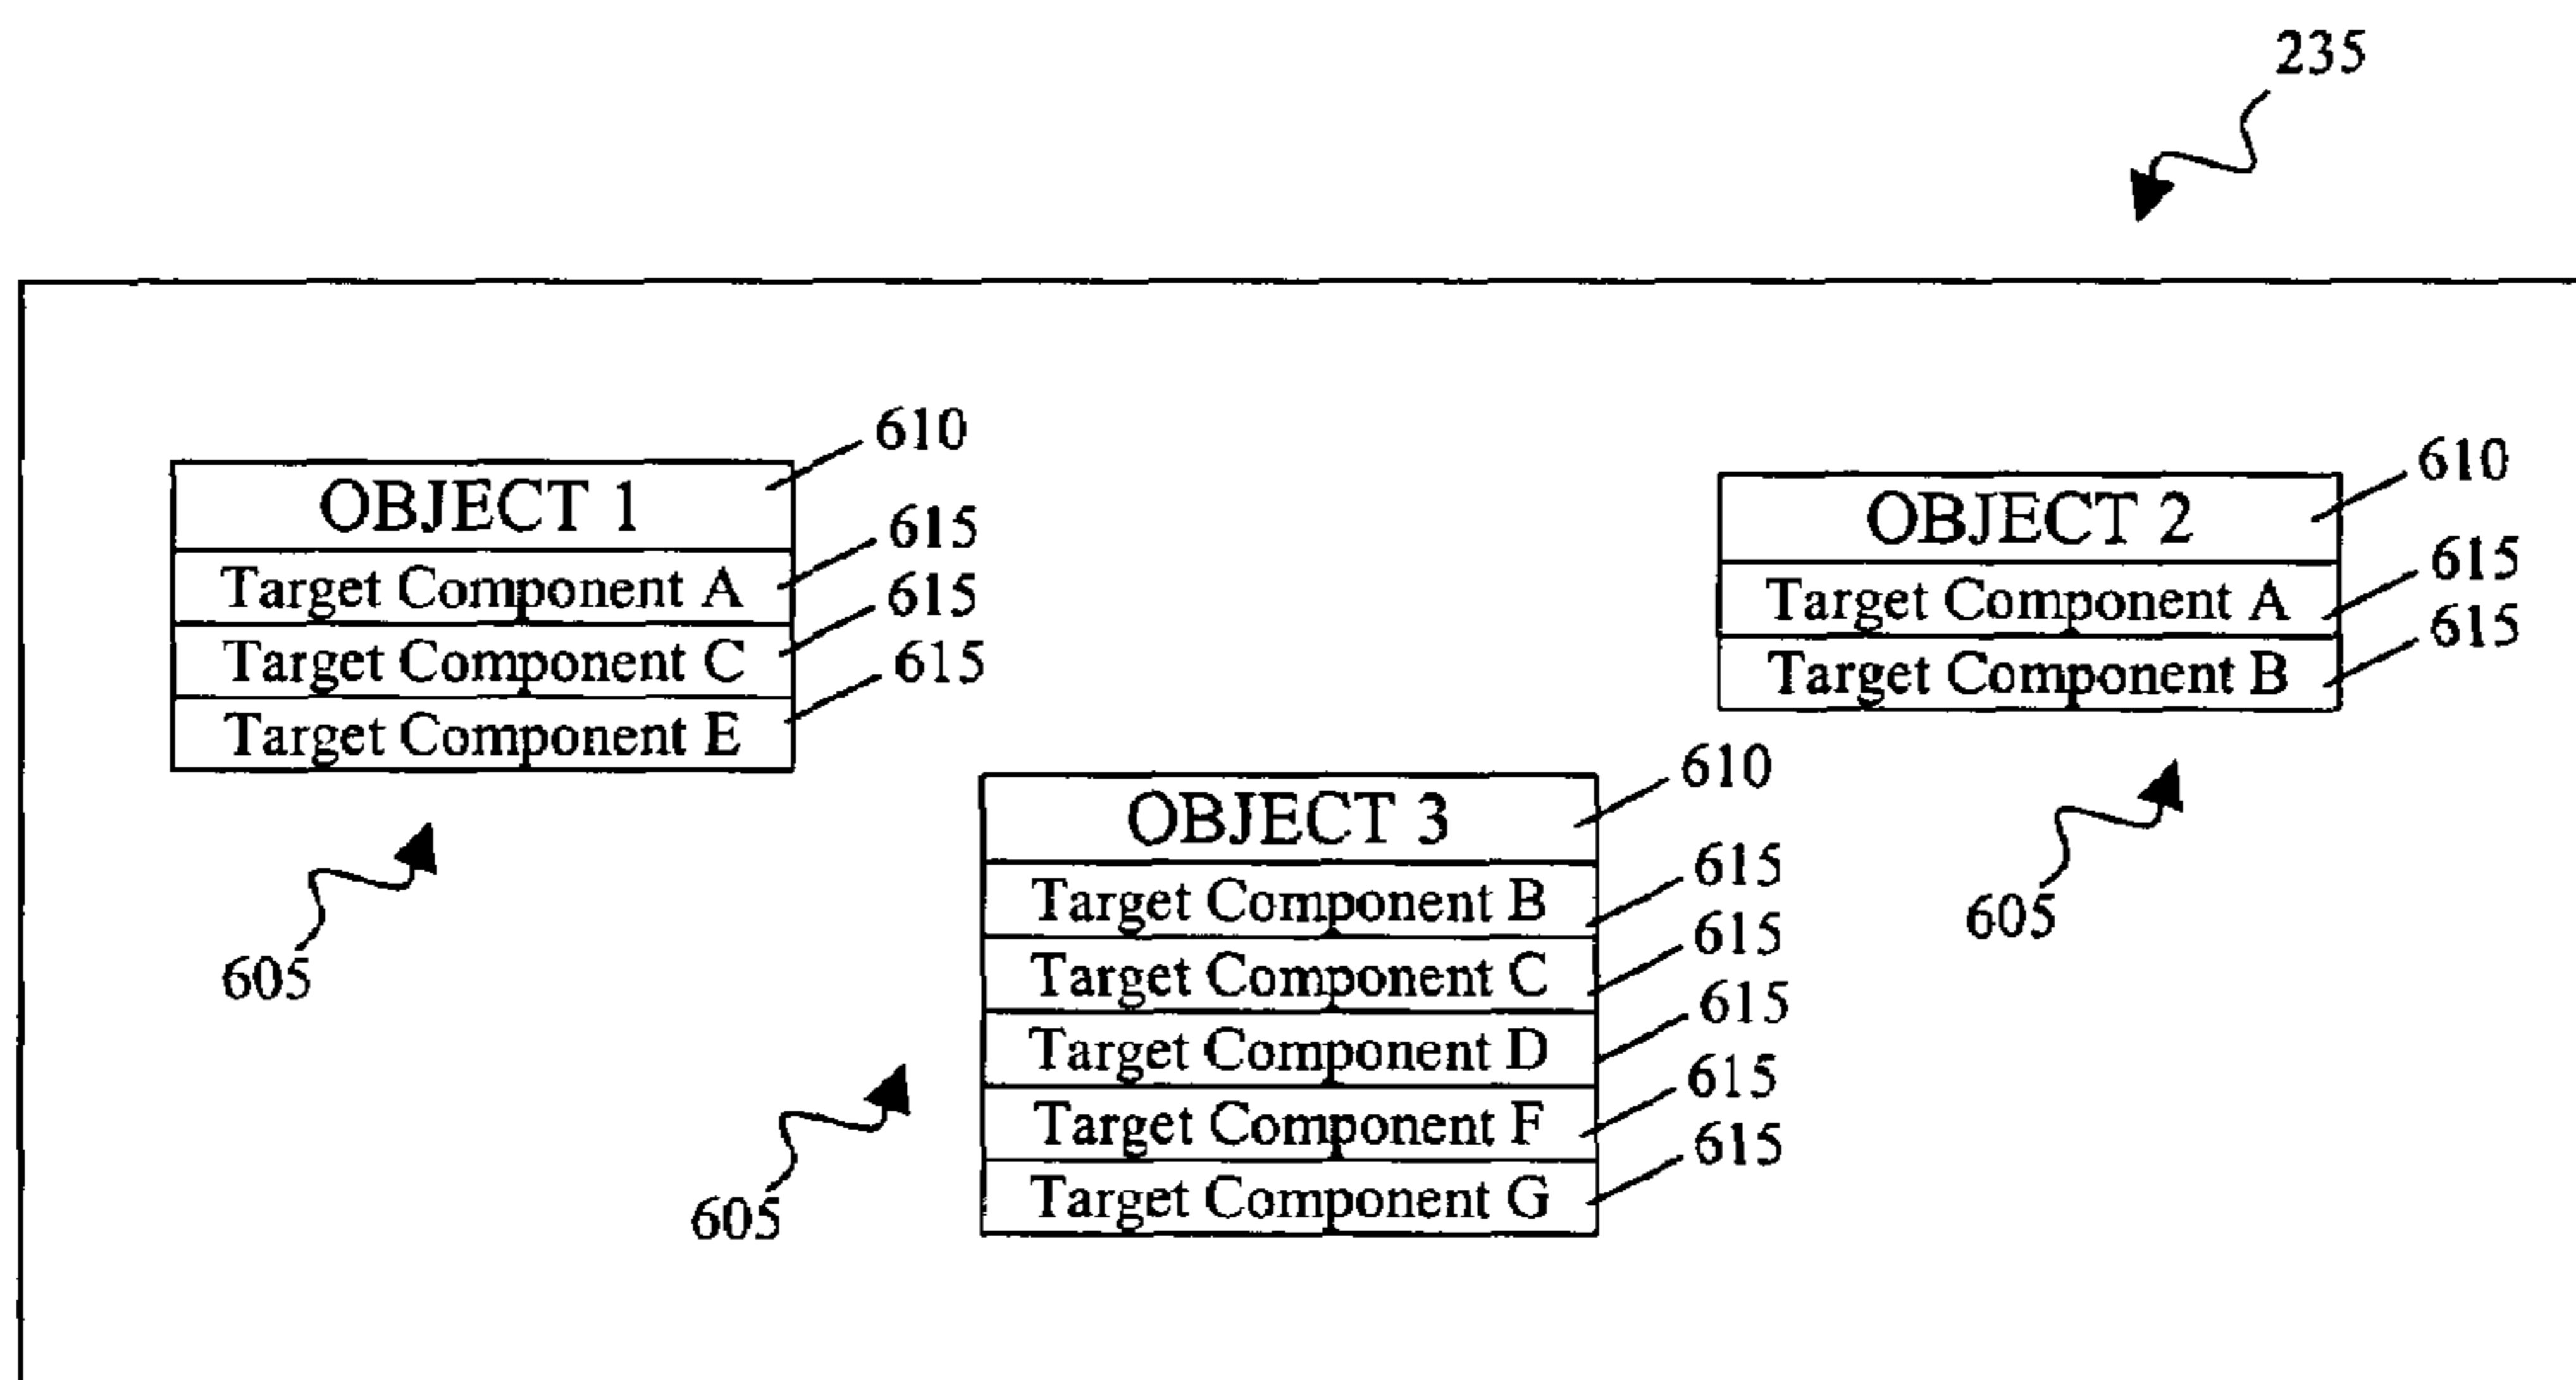 235
610
OBJECT 1
615
Target Component A
615
Target Component C
615
Target Component E
605
610
OBJECT 2
615
Target Component A
615
Target Component B
605
610
OBJECT 3
615
Target Component B
615
Target Component C
615
Target Component D
615
Target Component F
615
Target Component G
605